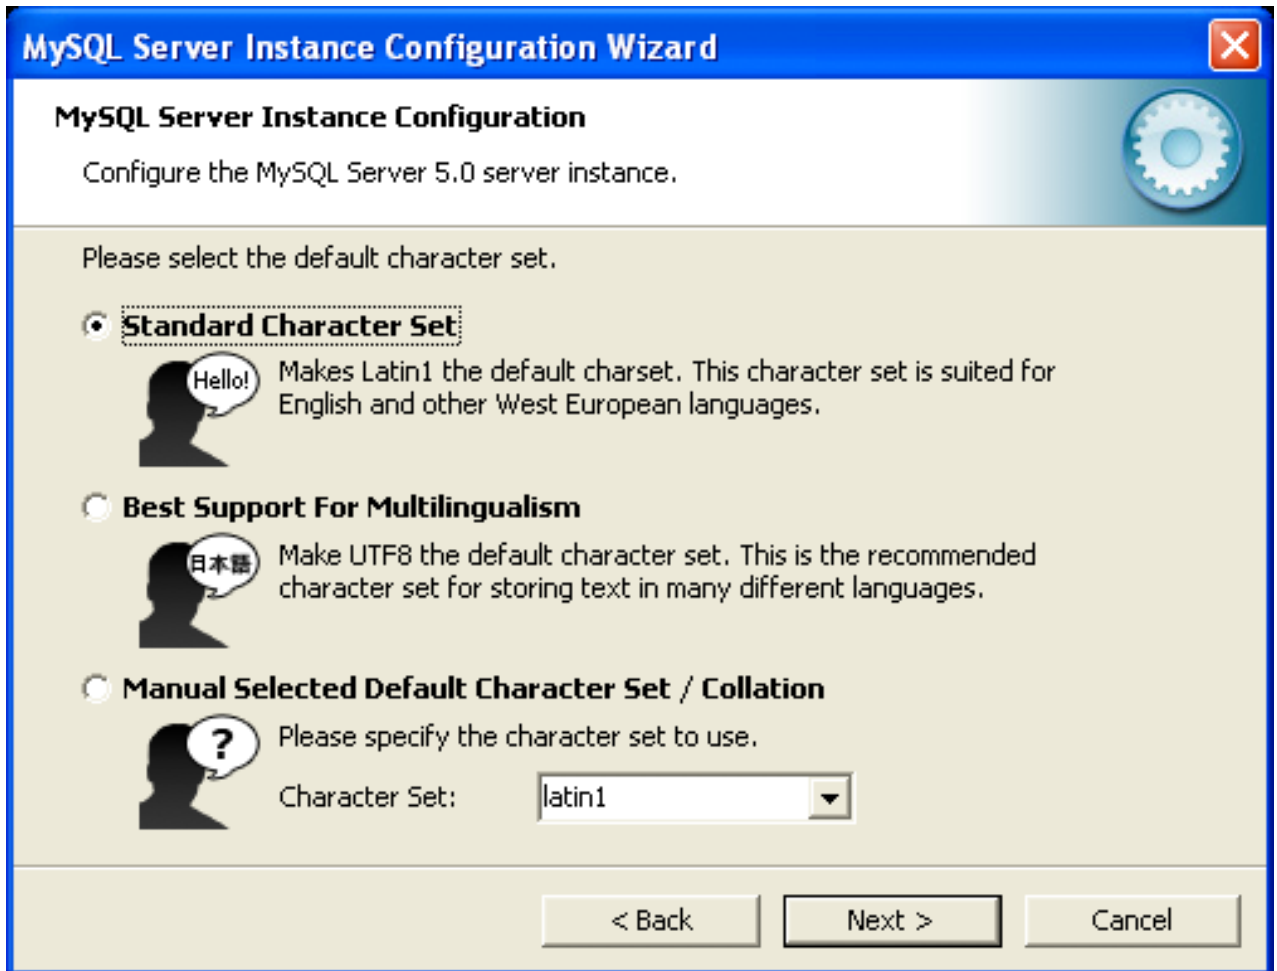 MySQL Server Instance Configuration Wizard
MySQL Server Instance Configuration
Configure the MySQL Server 5.0 server instance.
Please select the default character set.
Standard Character Set
Hello!
Makes Latin1 the default charset. This character set is suited for
English and other West European languages.
Best Support For Multilingualism
日本語
Make UTF8 the default character set. This is the recommended
character set for storing text in many different languages.
Manual Selected Default Character Set / Collation
?
Please specify the character set to use.
Character Set: latin1
< Back Next > Cancel